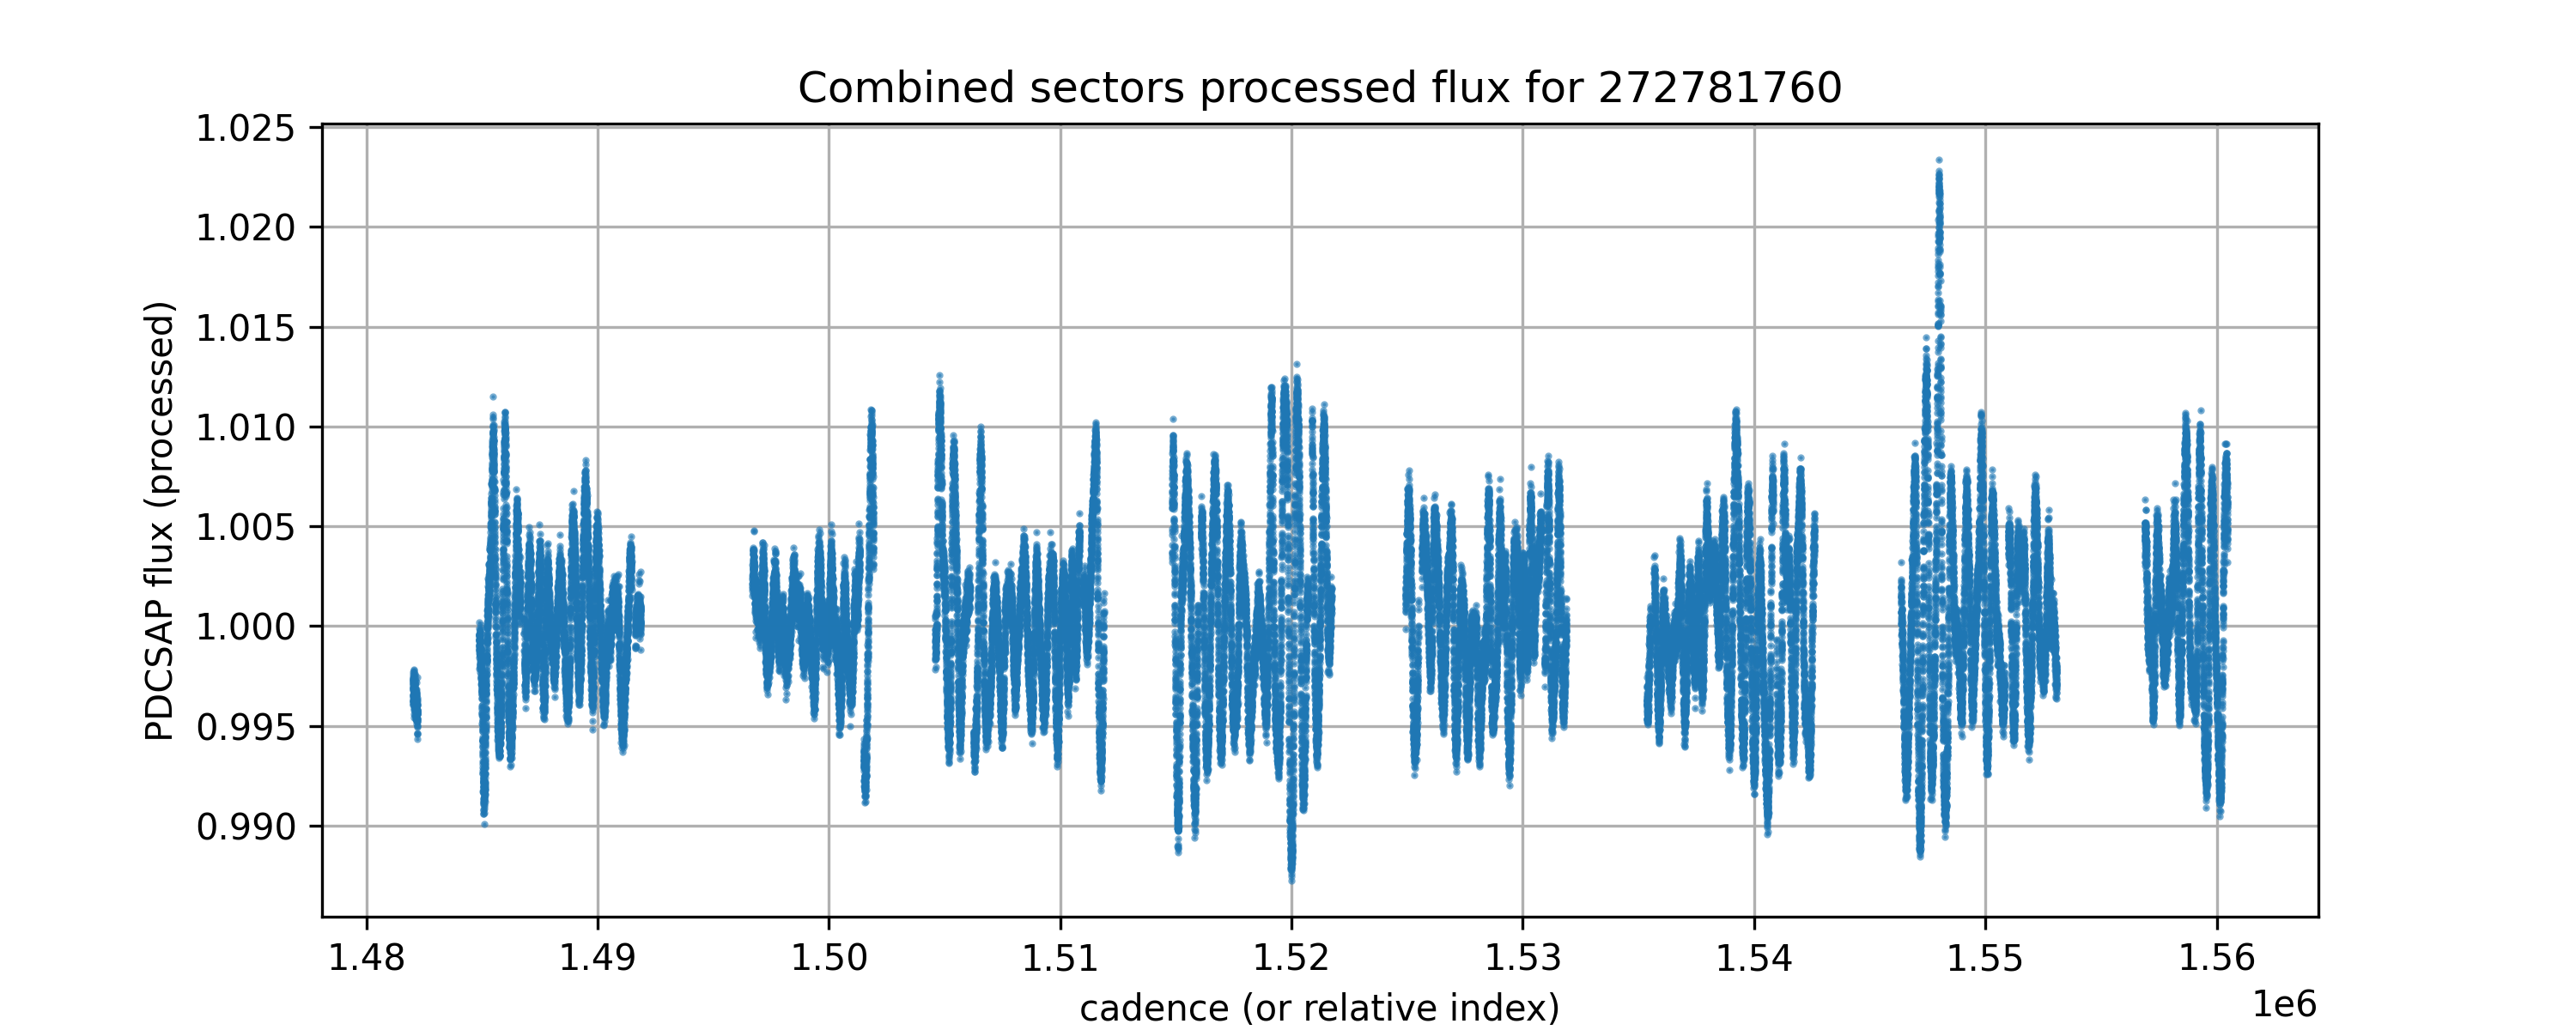 Combined sectors processed flux for 272781760
PDCSAP flux (processed)
1.025
1.020
1.015
1.010
1.005
1.000
0.995
0.990
1.48 1.49 1.50 1.51 1.52 1.53 1.54 1.55 1.56
1e6
cadence (or relative index)